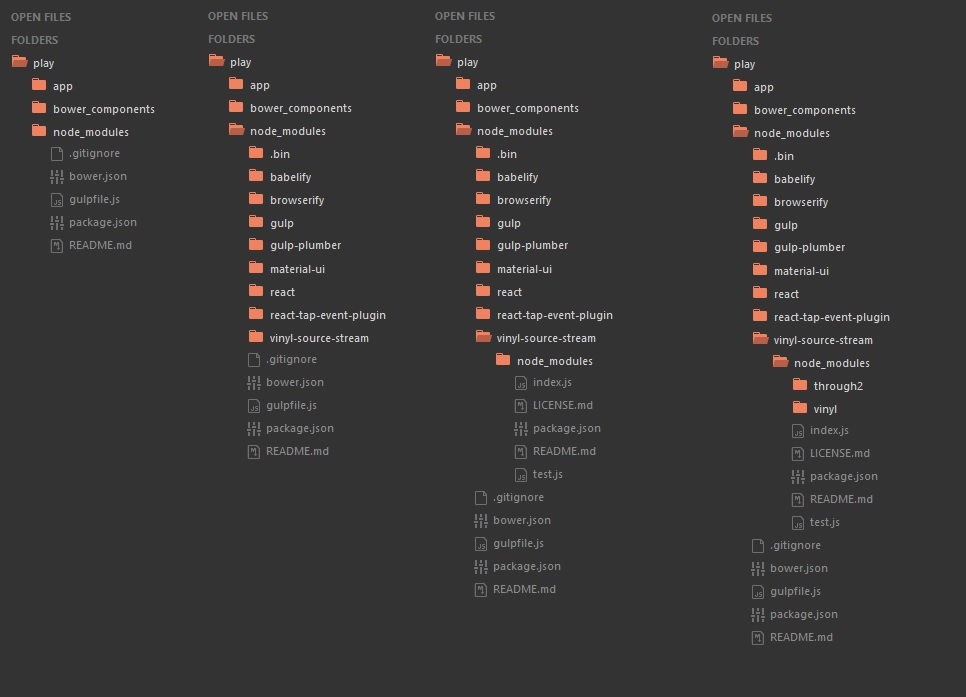 OPEN FILES
FOLDERS
play
app
bower_components
node_modules
.gitignore
bower.json
gulpfile.js
package.json
README.md
OPEN FILES
FOLDERS
play
app
bower_components
node_modules
.bin
babelify
browserify
gulp
gulp-plumber
material-ui
react
react-tap-event-plugin
vinyl-source-stream
.gitignore
bower.json
gulpfile.js
package.json
README.md
OPEN FILES
FOLDERS
play
app
bower_components
node_modules
.bin
babelify
browserify
gulp
gulp-plumber
material-ui
react
react-tap-event-plugin
vinyl-source-stream
node_modules
index.js
LICENSE.md
package.json
README.md
test.js
.gitignore
bower.json
gulpfile.js
package.json
README.md
OPEN FILES
FOLDERS
play
app
bower_components
node_modules
.bin
babelify
browserify
gulp
gulp-plumber
material-ui
react
react-tap-event-plugin
vinyl-source-stream
node_modules
through2
vinyl
index.js
LICENSE.md
package.json
README.md
test.js
.gitignore
bower.json
gulpfile.js
package.json
README.md